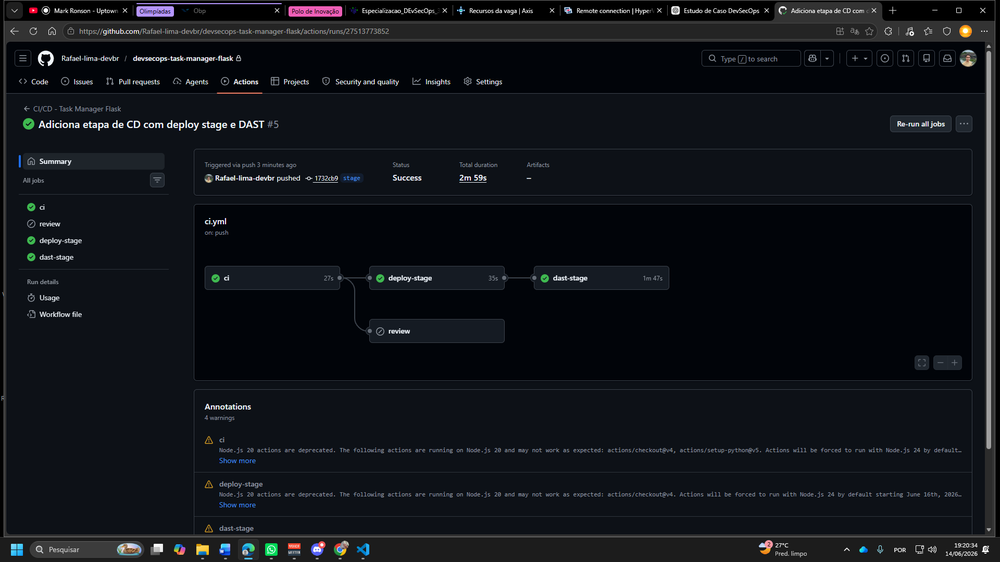 Mark Ronson - Uptown
Olimpíadas
Obp
Polo de Inovação
Especializacao_DEvSecOps_
Recursos da vaga | Axis
Remote connection | Hyper
Estudo de Caso DevSecOps
Adiciona etapa de CD com
https://github.com/Rafael-lima-devbr/devsecops-task-manager-flask/actions/runs/27513773852
Rafael-lima-devbr / devsecops-task-manager-flask
Type / to search
Code
Issues
Pull requests
Agents
Actions
Projects
Security and quality
Insights
Settings
CI/CD - Task Manager Flask
Adiciona etapa de CD com deploy stage e DAST #5
Re-run all jobs
Summary
All jobs
ci
review
deploy-stage
dast-stage
Run details
Usage
Workflow file
Triggered via push 3 minutes ago
Rafael-lima-devbr pushed 1732cb9 stage
Status
Success
Total duration
2m 59s
Artifacts
–
ci.yml
on: push
ci 27s
deploy-stage 35s
dast-stage 1m 47s
review
Annotations
4 warnings
ci
Node.js 20 actions are deprecated. The following actions are running on Node.js 20 and may not work as expected: actions/checkout@v4, actions/setup-python@v5. Actions will be forced to run with Node.js 24 by default…
Show more
deploy-stage
Node.js 20 actions are deprecated. The following actions are running on Node.js 20 and may not work as expected: actions/checkout@v4. Actions will be forced to run with Node.js 24 by default starting June 16th, 2026…
Show more
dast-stage
Pesquisar
VOICE
MEETER
2
27°C
Pred. limpo
POR
19:20:34
14/06/2026